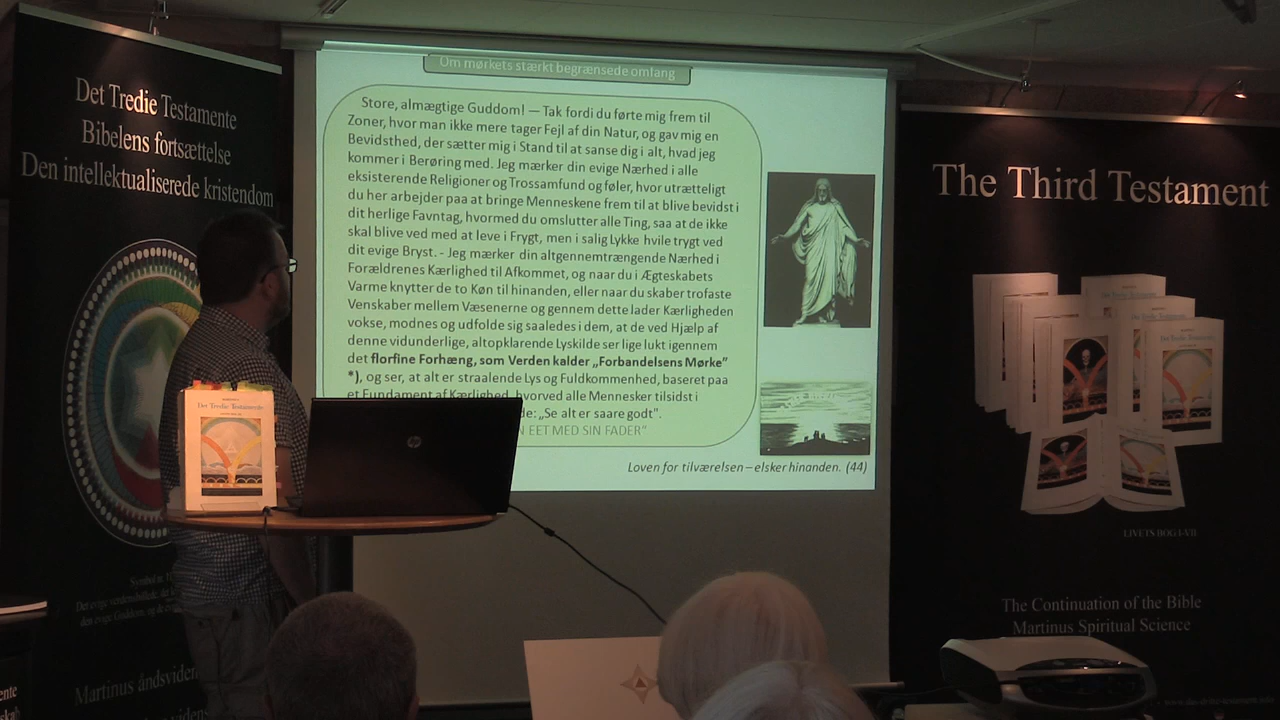 Det Tredie Testamente
Bibelens fortsættelse
Den intellektualiserede kristendom
Martinus åndsviden
Det Tredie Testamente
hp
Om mørkets stærkt begrænsede omfang
Store, almægtige Guddom! — Tak fordi du førte mig frem til
Zoner, hvor man ikke mere tager Fejl af din Natur, og gav mig en
Bevidsthed, der sætter mig i Stand til at sanse dig i alt, hvad jeg
kommer i Berøring med. Jeg mærker din evige Nærhed i alle
eksisterende Religioner og Trossamfund og føler, hvor utrætteligt
du her arbejder paa at bringe Menneskene frem til at blive bevidst i
dit herlige Favntag, hvormed du omslutter alle Ting, saa at de ikke
skal blive ved med at leve i Frygt, men i salig Lykke hvile trygt ved
dit evige Bryst. - Jeg mærker din altgennemtrængende Nærhed i
Forældrenes Kærlighed til Afkommet, og naar du i Ægteskabets
Varme knytter de to Køn til hinanden, eller naar du skaber trofaste
Venskaber mellem Væsenerne og gennem dette lader Kærligheden
vokse, modnes og udfolde sig saaledes i dem, at de ved Hjælp af
denne vidunderlige, altopklarende Lyskilde ser lige lukt igennem
det florfine Forhæng, som Verden kalder „Forbandelsens Mørke”
*), og ser, at alt er straalende Lys og Fuldkommenhed, baseret paa
et Fundament af Kærlighed, hvorved alle Mennesker tilsidst i
de: „Se alt er saare godt".
EET MED SIN FADER”
Loven for tilværelsen – elsker hinanden. (44)
The Third Testament
LIVETS BOG I-VII
The Continuation of the Bible
Martinus Spiritual Science